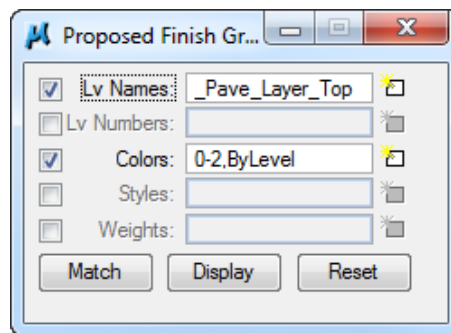 Proposed Finish Gr...
Lv Names: _Pave_Layer_Top
Lv Numbers:
Colors: 0-2,ByLevel
Styles:
Weights:
Match Display Reset